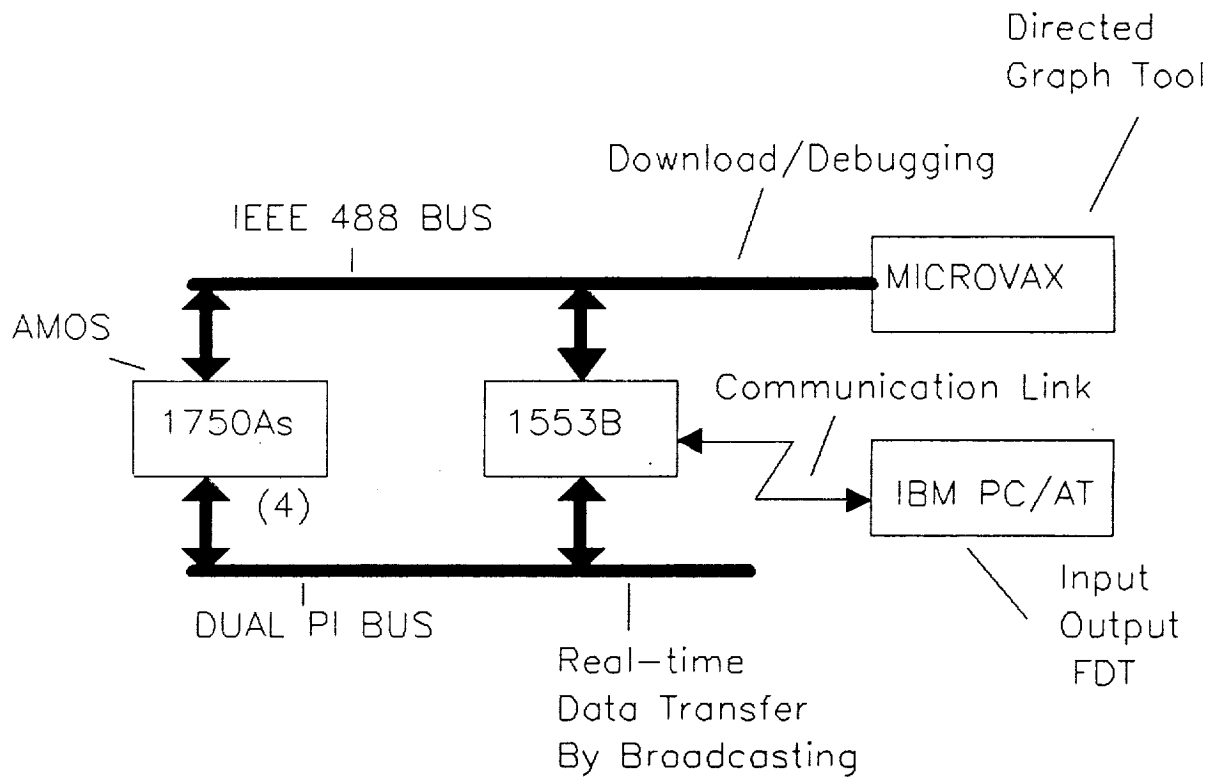 Directed
Graph Tool
Download/Debugging
IEEE 488 BUS
MICROVAX
AMOS
Communication Link
1750As
1553B
(4)
IBM PC/AT
DUAL PI BUS
Input
Output
FDT
Real-time
Data Transfer
By Broadcasting